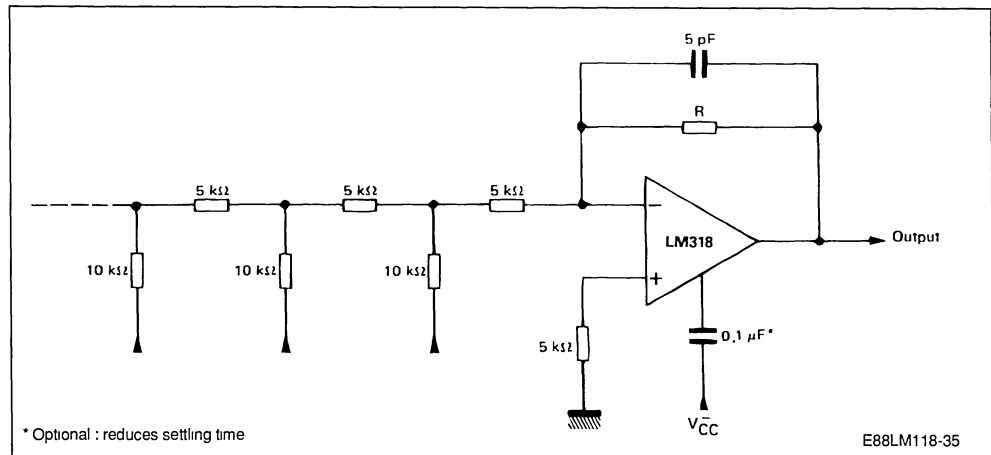 5 pF
R
5 kΩ
5 kΩ
5 kΩ
10 kΩ
10 kΩ
10 kΩ
−
LM318
+
Output
5 kΩ
0,1 µF*
V−CC
* Optional : reduces settling time
E88LM118-35